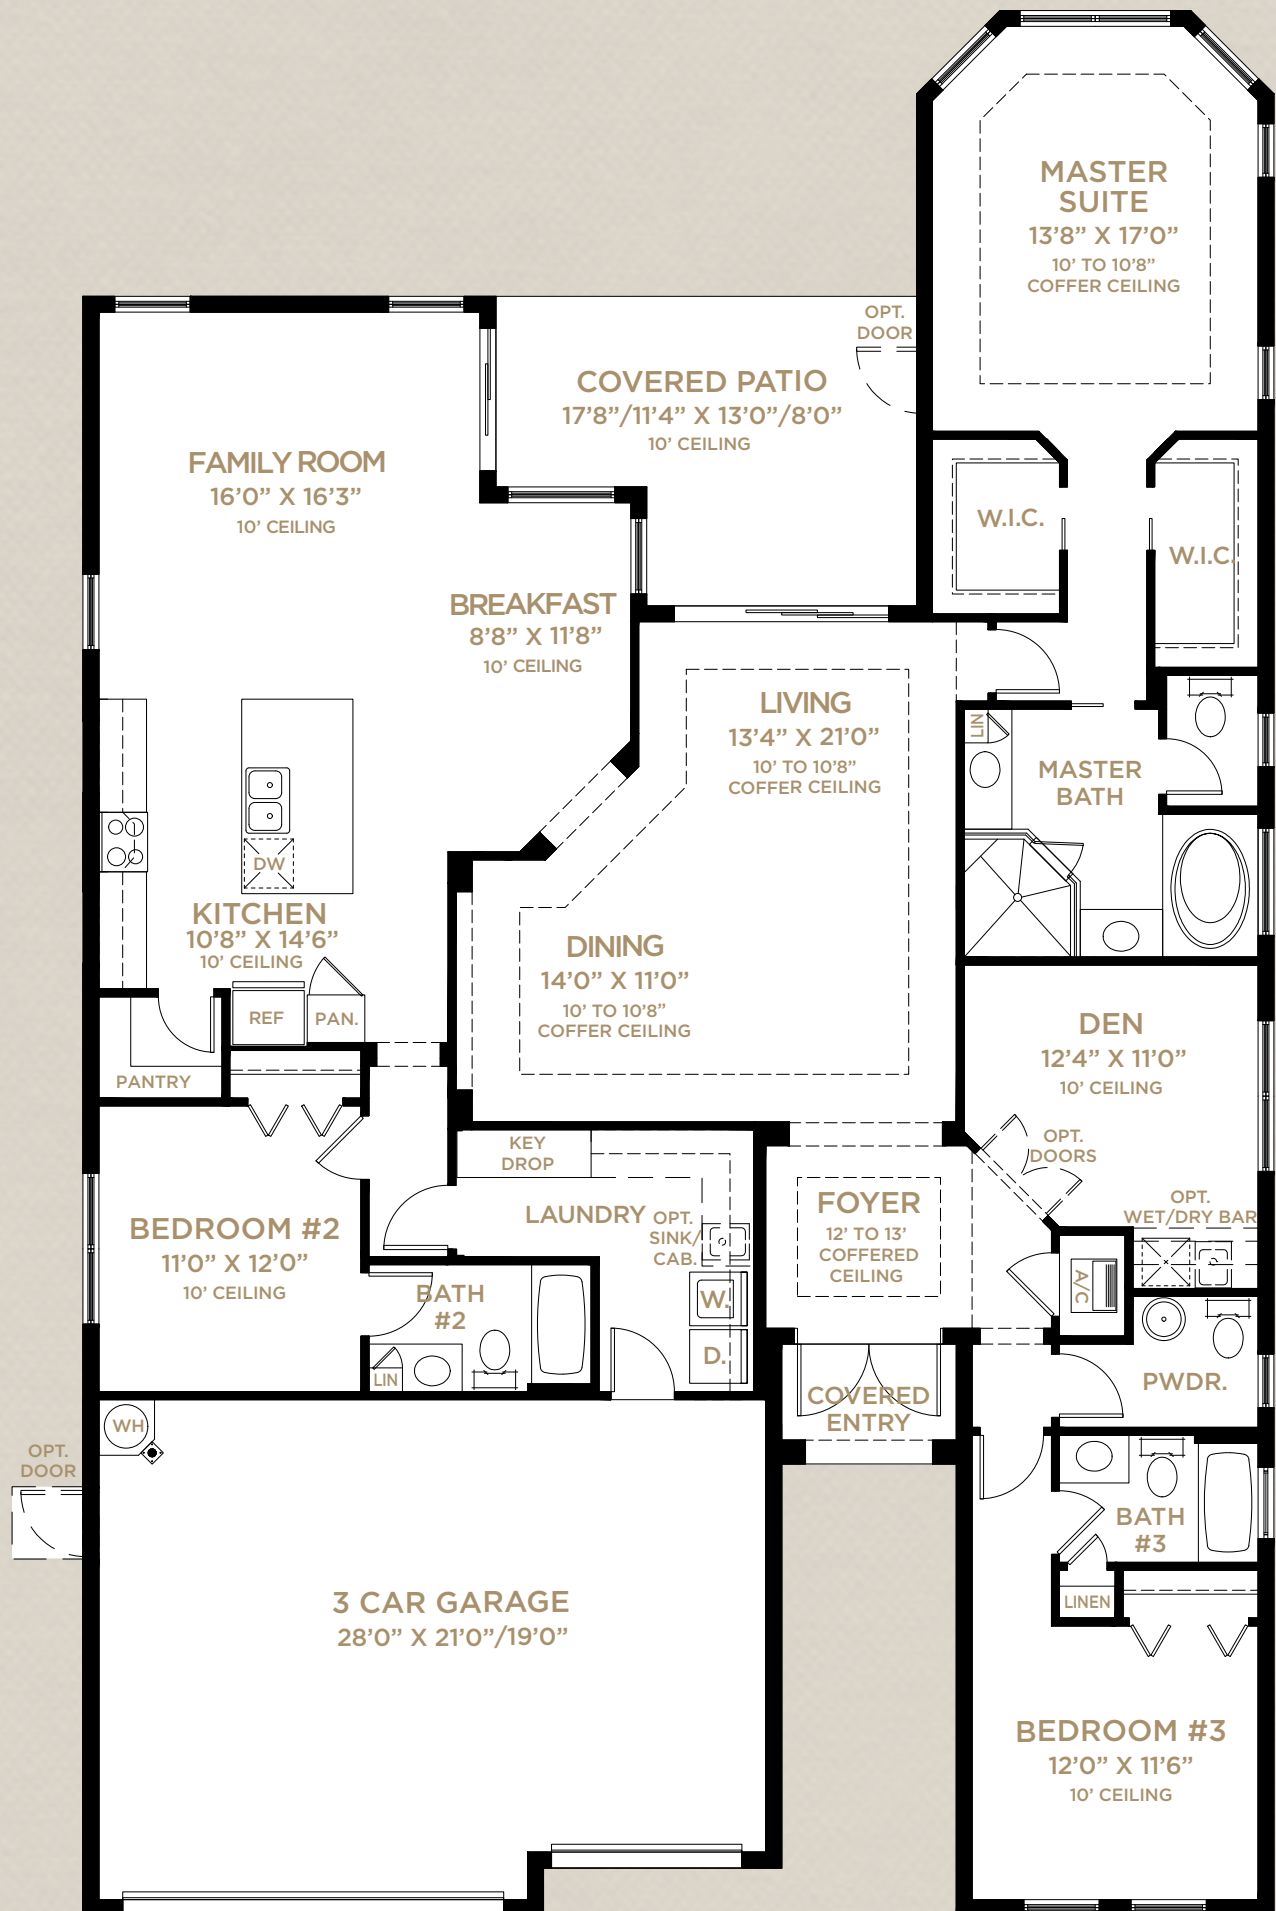 MASTER
SUITE
13'8” X 17'0”
10' TO 10'8”
COFFER CEILING
OPT.
DOOR
COVERED PATIO
17'8”/11'4” X 13'0”/8'0”
10' CEILING
FAMILY ROOM
16'0” X 16'3”
10' CEILING
W.I.C.
W.I.C.
BREAKFAST
8'8” X 11'8”
10' CEILING
LIVING
13'4” X 21'0”
10' TO 10'8”
COFFER CEILING
LIN
MASTER
BATH
DW
KITCHEN
10'8” X 14'6”
10' CEILING
REF
PAN.
PANTRY
DINING
14'0” X 11'0”
10' TO 10'8”
COFFER CEILING
DEN
12'4” X 11'0”
10' CEILING
OPT.
DOORS
OPT.
WET/DRY BAR
KEY
DROP
LAUNDRY
OPT.
SINK/
CAB.
W.
D.
FOYER
12' TO 13'
COFFERED
CEILING
A/C
BEDROOM #2
11'0” X 12'0”
10' CEILING
BATH
#2
LIN
PWDR.
COVERED
ENTRY
WH
OPT.
DOOR
BATH
#3
LINEN
3 CAR GARAGE
28'0” X 21'0”/19'0”
BEDROOM #3
12'0” X 11'6”
10' CEILING